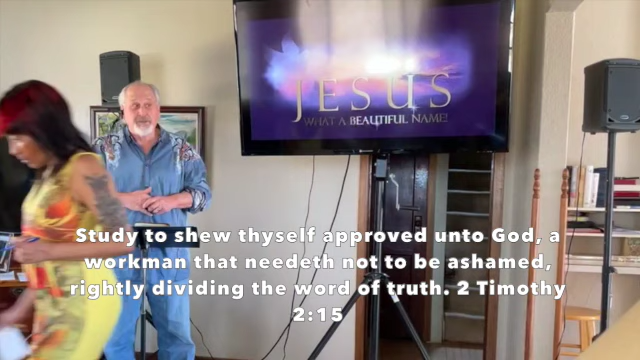 JESUS
WHAT A BEAUTIFUL NAME!
Study to shew thyself approved unto God, a
workman that needeth not to be ashamed,
rightly dividing the word of truth. 2 Timothy
2:15